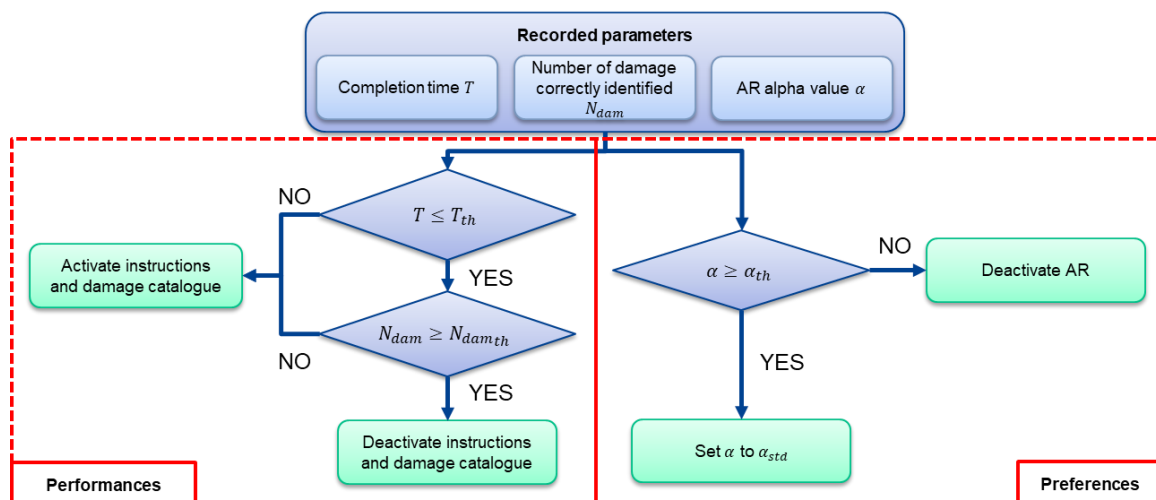 Recorded parameters
Completion time T
Number of damage
correctly identified
N_dam
AR alpha value α
NO
T ≤ T_th
YES
Activate instructions
and damage catalogue
N_dam ≥ N_dam_th
NO
YES
Deactivate instructions
and damage catalogue
Performances
α ≥ α_th
NO
Deactivate AR
YES
Set α to α_std
Preferences